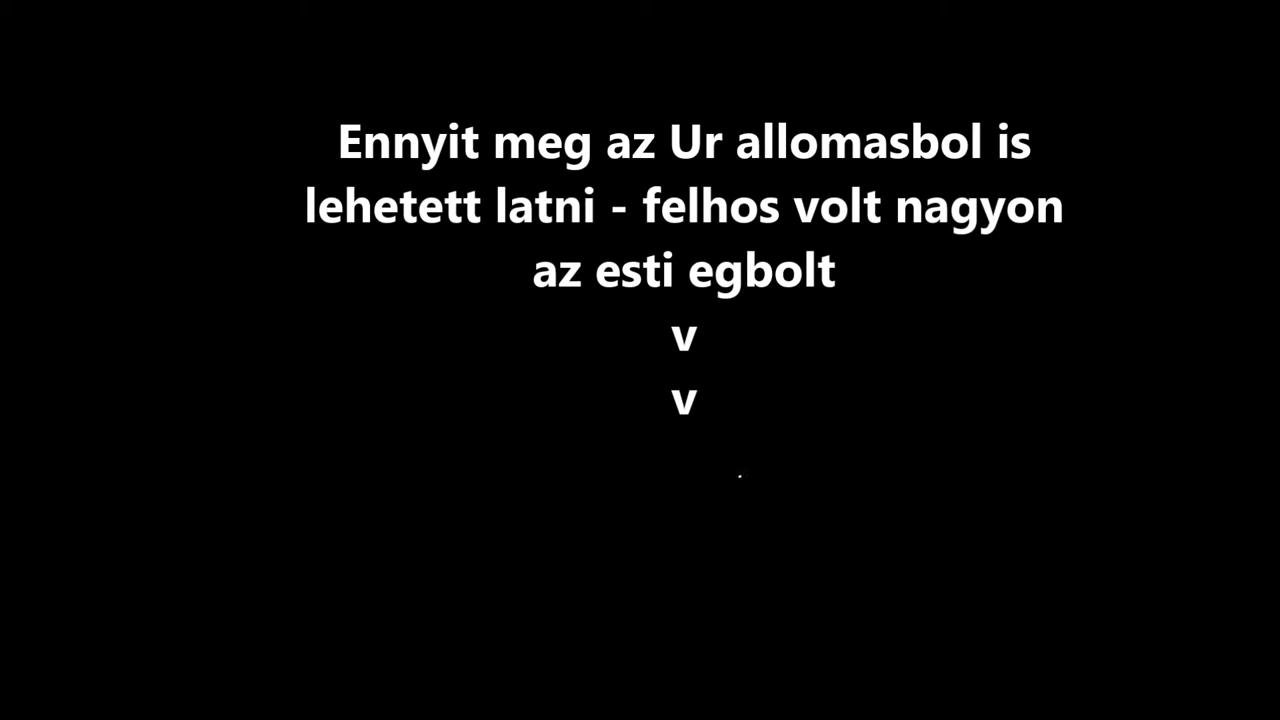 Ennyit meg az Ur allomasbol is
lehetett latni - felhos volt nagyon
az esti egbolt
v
v